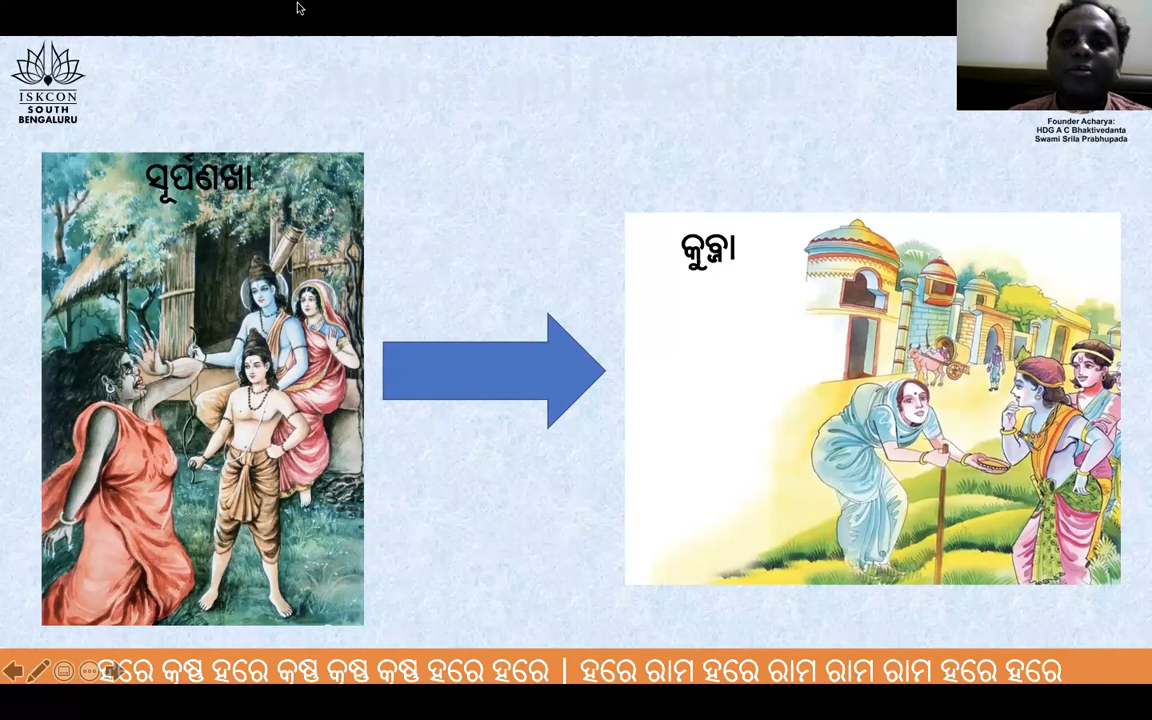 ISKCON
SOUTH
BENGALURU
Founder Acharya:
HDG A C Bhaktivedanta
Swami Srila Prabhupada
ସୂର୍ପଣଖା
କୁବ୍ଜା
ହରେ କୃଷ୍ଣ ହରେ କୃଷ୍ଣ କୃଷ୍ଣ କୃଷ୍ଣ ହରେ ହରେ | ହରେ ରାମ ହରେ ରାମ ରାମ ରାମ ହରେ ହରେ